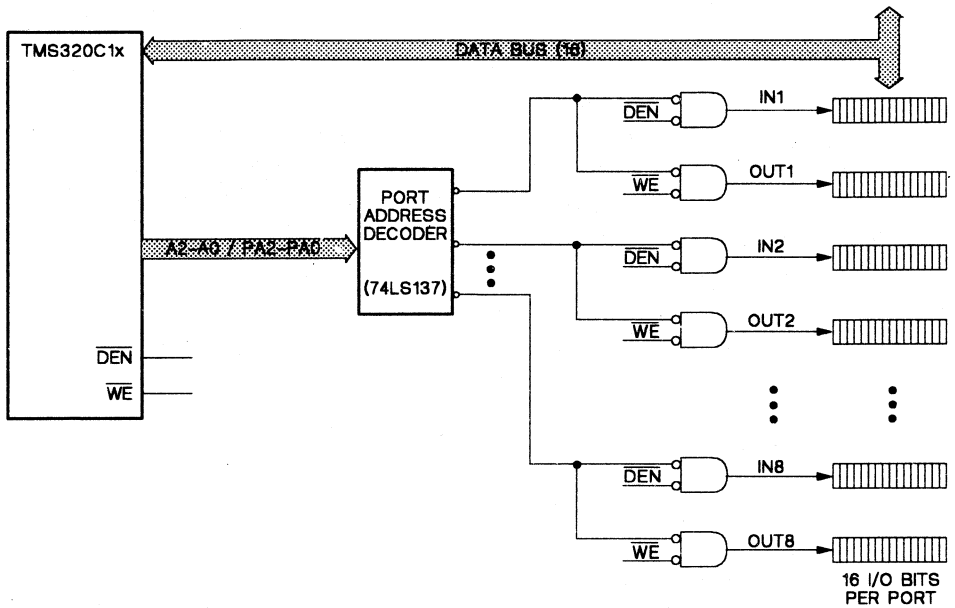 TMS320C1x
DATA BUS (16)
IN1
DEN
OUT1
WE
PORT
ADDRESS
DECODER
(74LS137)
A2-A0 / PA2-PA0
IN2
DEN
OUT2
WE
DEN
WE
IN8
DEN
OUT8
WE
16 I/O BITS
PER PORT